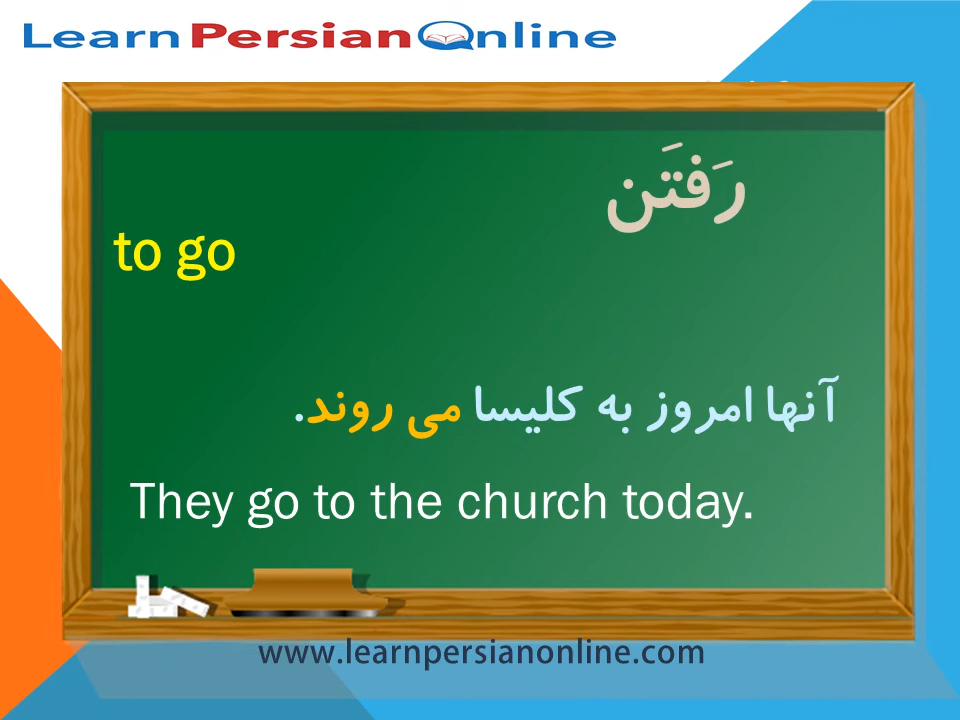 Learn Persian Online
رَفتَن
to go
آنها امروز به کلیسا می روند.
They go to the church today.
www.learnpersianonline.com